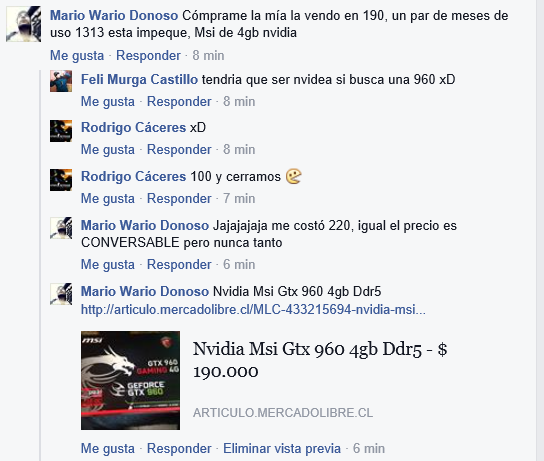 Mario Wario Donoso Cómprame la mía la vendo en 190, un par de meses de
uso 1313 esta impeque, Msi de 4gb nvidia
Me gusta · Responder · 8 min
Feli Murga Castillo tendria que ser nvidea si busca una 960 xD
Me gusta · Responder · 8 min
Rodrigo Cáceres xD
Me gusta · Responder · 8 min
Rodrigo Cáceres 100 y cerramos
Me gusta · Responder · 7 min
Mario Wario Donoso Jajajajaja me costó 220, igual el precio es
CONVERSABLE pero nunca tanto
Me gusta · Responder · 6 min
Mario Wario Donoso Nvidia Msi Gtx 960 4gb Ddr5
http://articulo.mercadolibre.cl/MLC-433215694-nvidia-msi...
msi
GTX 960
GAMING 4G
GEFORCE
GTX 960
Nvidia Msi Gtx 960 4gb Ddr5 - $
190.000
ARTICULO.MERCADOLIBRE.CL
Me gusta · Responder · Eliminar vista previa · 6 min